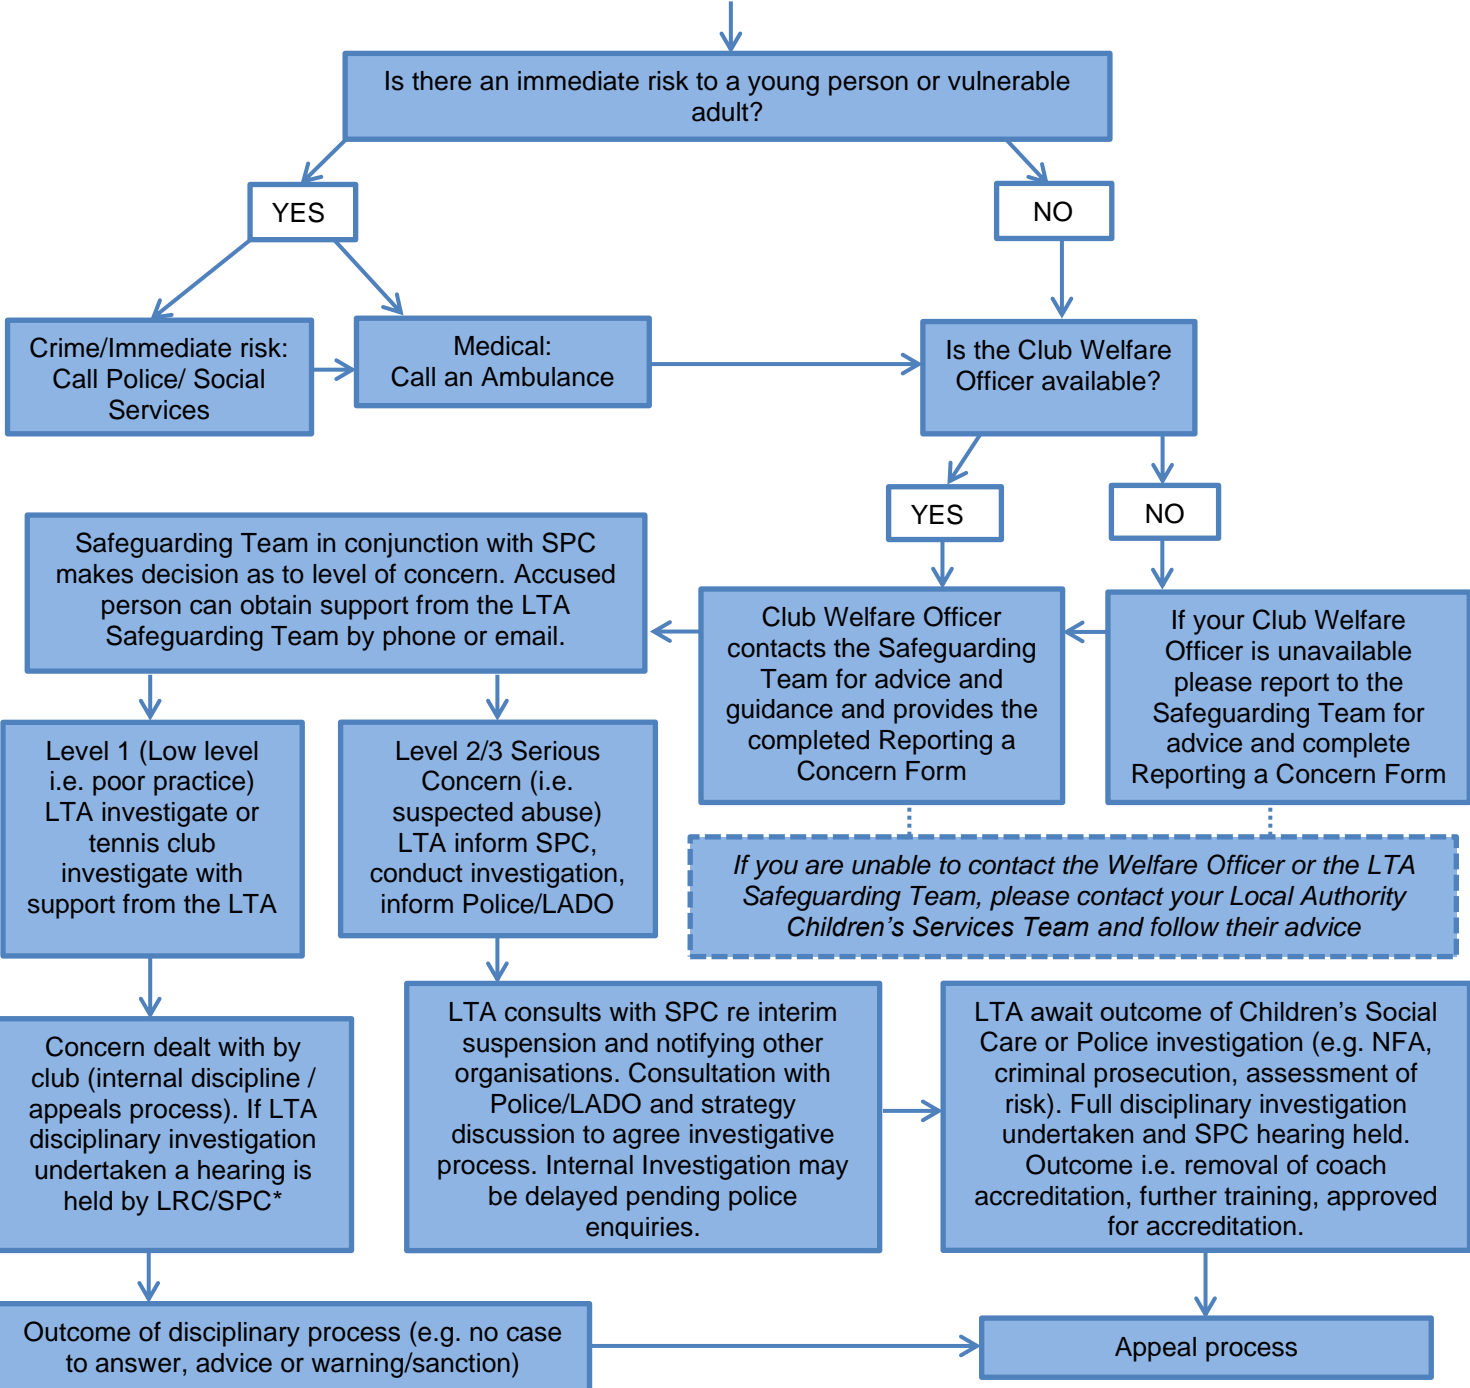 Is there an immediate risk to a young person or vulnerable
adult?
YES
NO
Crime/Immediate risk:
Call Police/ Social
Services
Medical:
Call an Ambulance
Is the Club Welfare
Officer available?
YES
NO
Safeguarding Team in conjunction with SPC
makes decision as to level of concern. Accused
person can obtain support from the LTA
Safeguarding Team by phone or email.
Club Welfare Officer
contacts the Safeguarding
Team for advice and
guidance and provides the
completed Reporting a
Concern Form
If your Club Welfare
Officer is unavailable
please report to the
Safeguarding Team for
advice and complete
Reporting a Concern Form
Level 1 (Low level
i.e. poor practice)
LTA investigate or
tennis club
investigate with
support from the LTA
Level 2/3 Serious
Concern (i.e.
suspected abuse)
LTA inform SPC,
conduct investigation,
inform Police/LADO
If you are unable to contact the Welfare Officer or the LTA
Safeguarding Team, please contact your Local Authority
Children's Services Team and follow their advice
Concern dealt with by
club (internal discipline /
appeals process). If LTA
disciplinary investigation
undertaken a hearing is
held by LRC/SPC*
LTA consults with SPC re interim
suspension and notifying other
organisations. Consultation with
Police/LADO and strategy
discussion to agree investigative
process. Internal Investigation may
be delayed pending police
enquiries.
LTA await outcome of Children's Social
Care or Police investigation (e.g. NFA,
criminal prosecution, assessment of
risk). Full disciplinary investigation
undertaken and SPC hearing held.
Outcome i.e. removal of coach
accreditation, further training, approved
for accreditation.
Outcome of disciplinary process (e.g. no case
to answer, advice or warning/sanction)
Appeal process